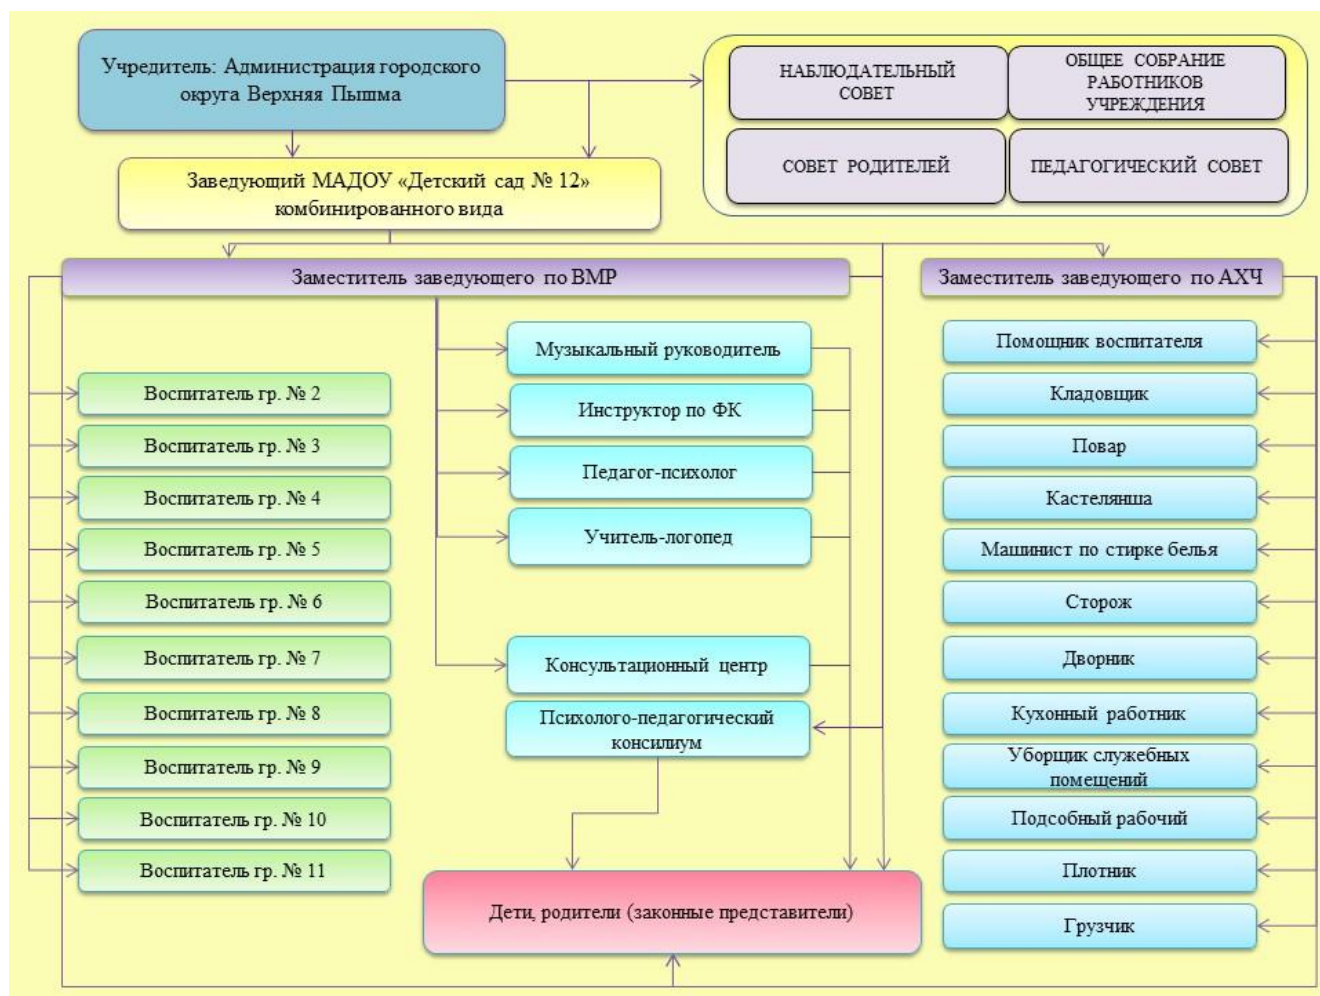 Учредитель: Администрация городского
округа Верхняя Пышма
НАБЛЮДАТЕЛЬНЫЙ
СОВЕТ
ОБЩЕЕ СОБРАНИЕ
РАБОТНИКОВ
УЧРЕЖДЕНИЯ
СОВЕТ РОДИТЕЛЕЙ
ПЕДАГОГИЧЕСКИЙ СОВЕТ
Заведующий МАДОУ «Детский сад № 12»
комбинированного вида
Заместитель заведующего по ВМР
Заместитель заведующего по АХЧ
Воспитатель гр. № 2
Воспитатель гр. № 3
Воспитатель гр. № 4
Воспитатель гр. № 5
Воспитатель гр. № 6
Воспитатель гр. № 7
Воспитатель гр. № 8
Воспитатель гр. № 9
Воспитатель гр. № 10
Воспитатель гр. № 11
Музыкальный руководитель
Инструктор по ФК
Педагог-психолог
Учитель-логопед
Консультационный центр
Психолого-педагогический
консилиум
Помощник воспитателя
Кладовщик
Повар
Кастелянша
Машинист по стирке белья
Сторож
Дворник
Кухонный работник
Уборщик служебных
помещений
Подсобный рабочий
Плотник
Грузчик
Дети, родители (законные представители)